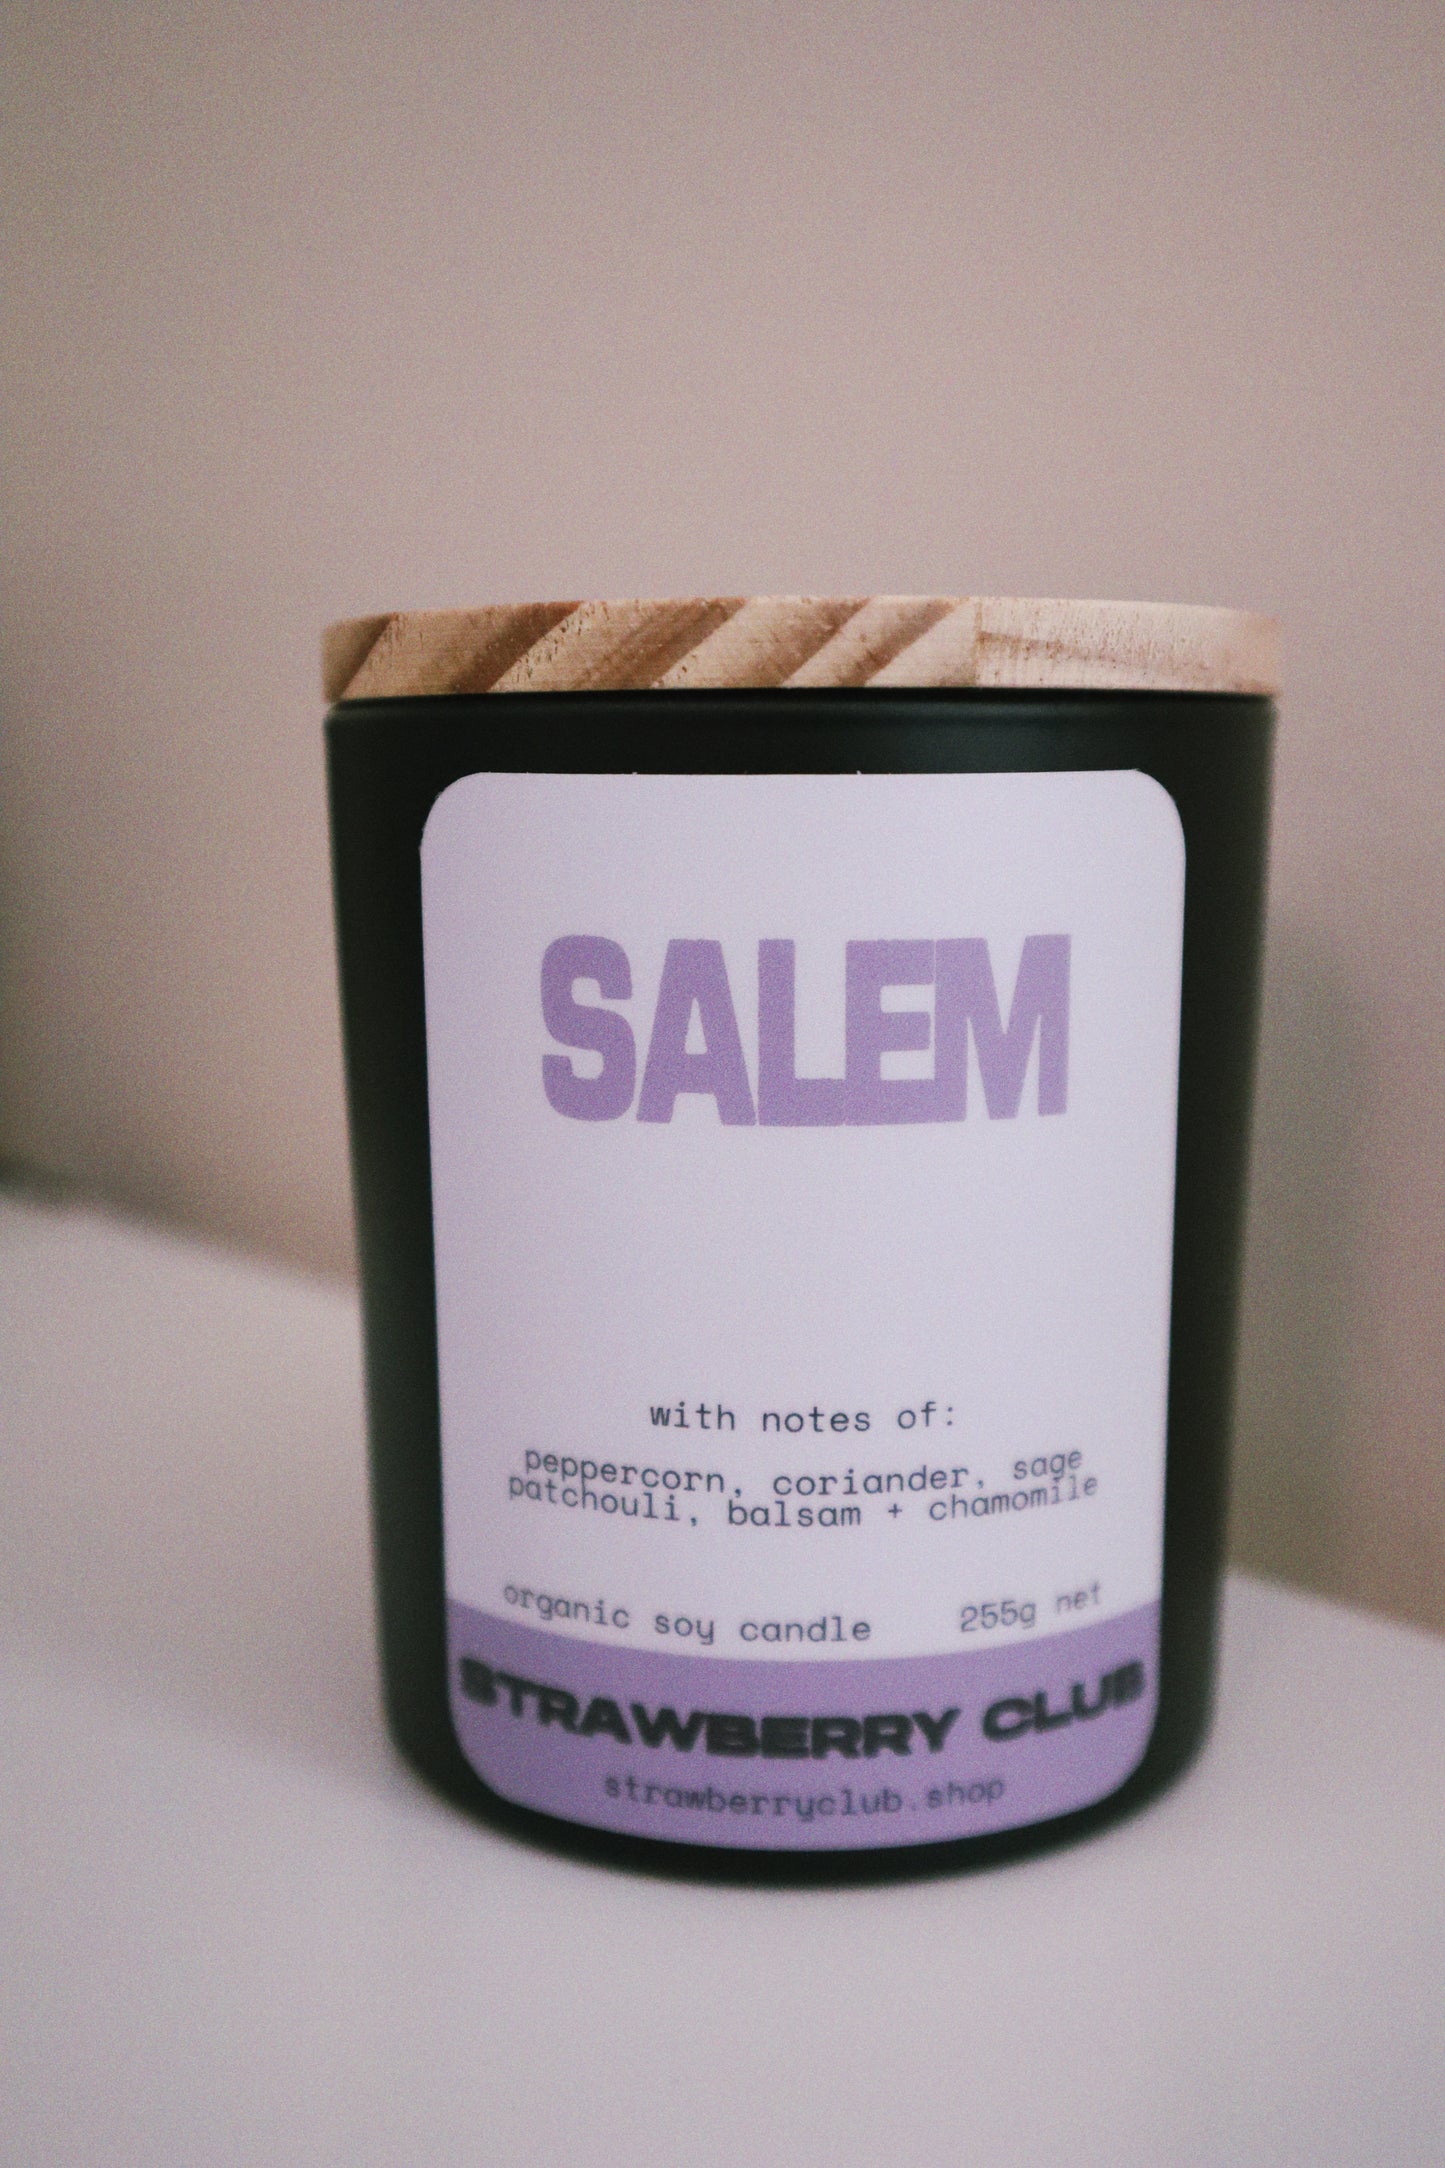 SALEM
with notes of:
peppercorn, coriander, sage
patchouli, balsam + chamomile
organic soy candle 255g net
STRAWBERRY CLUB
strawberryclub.shop